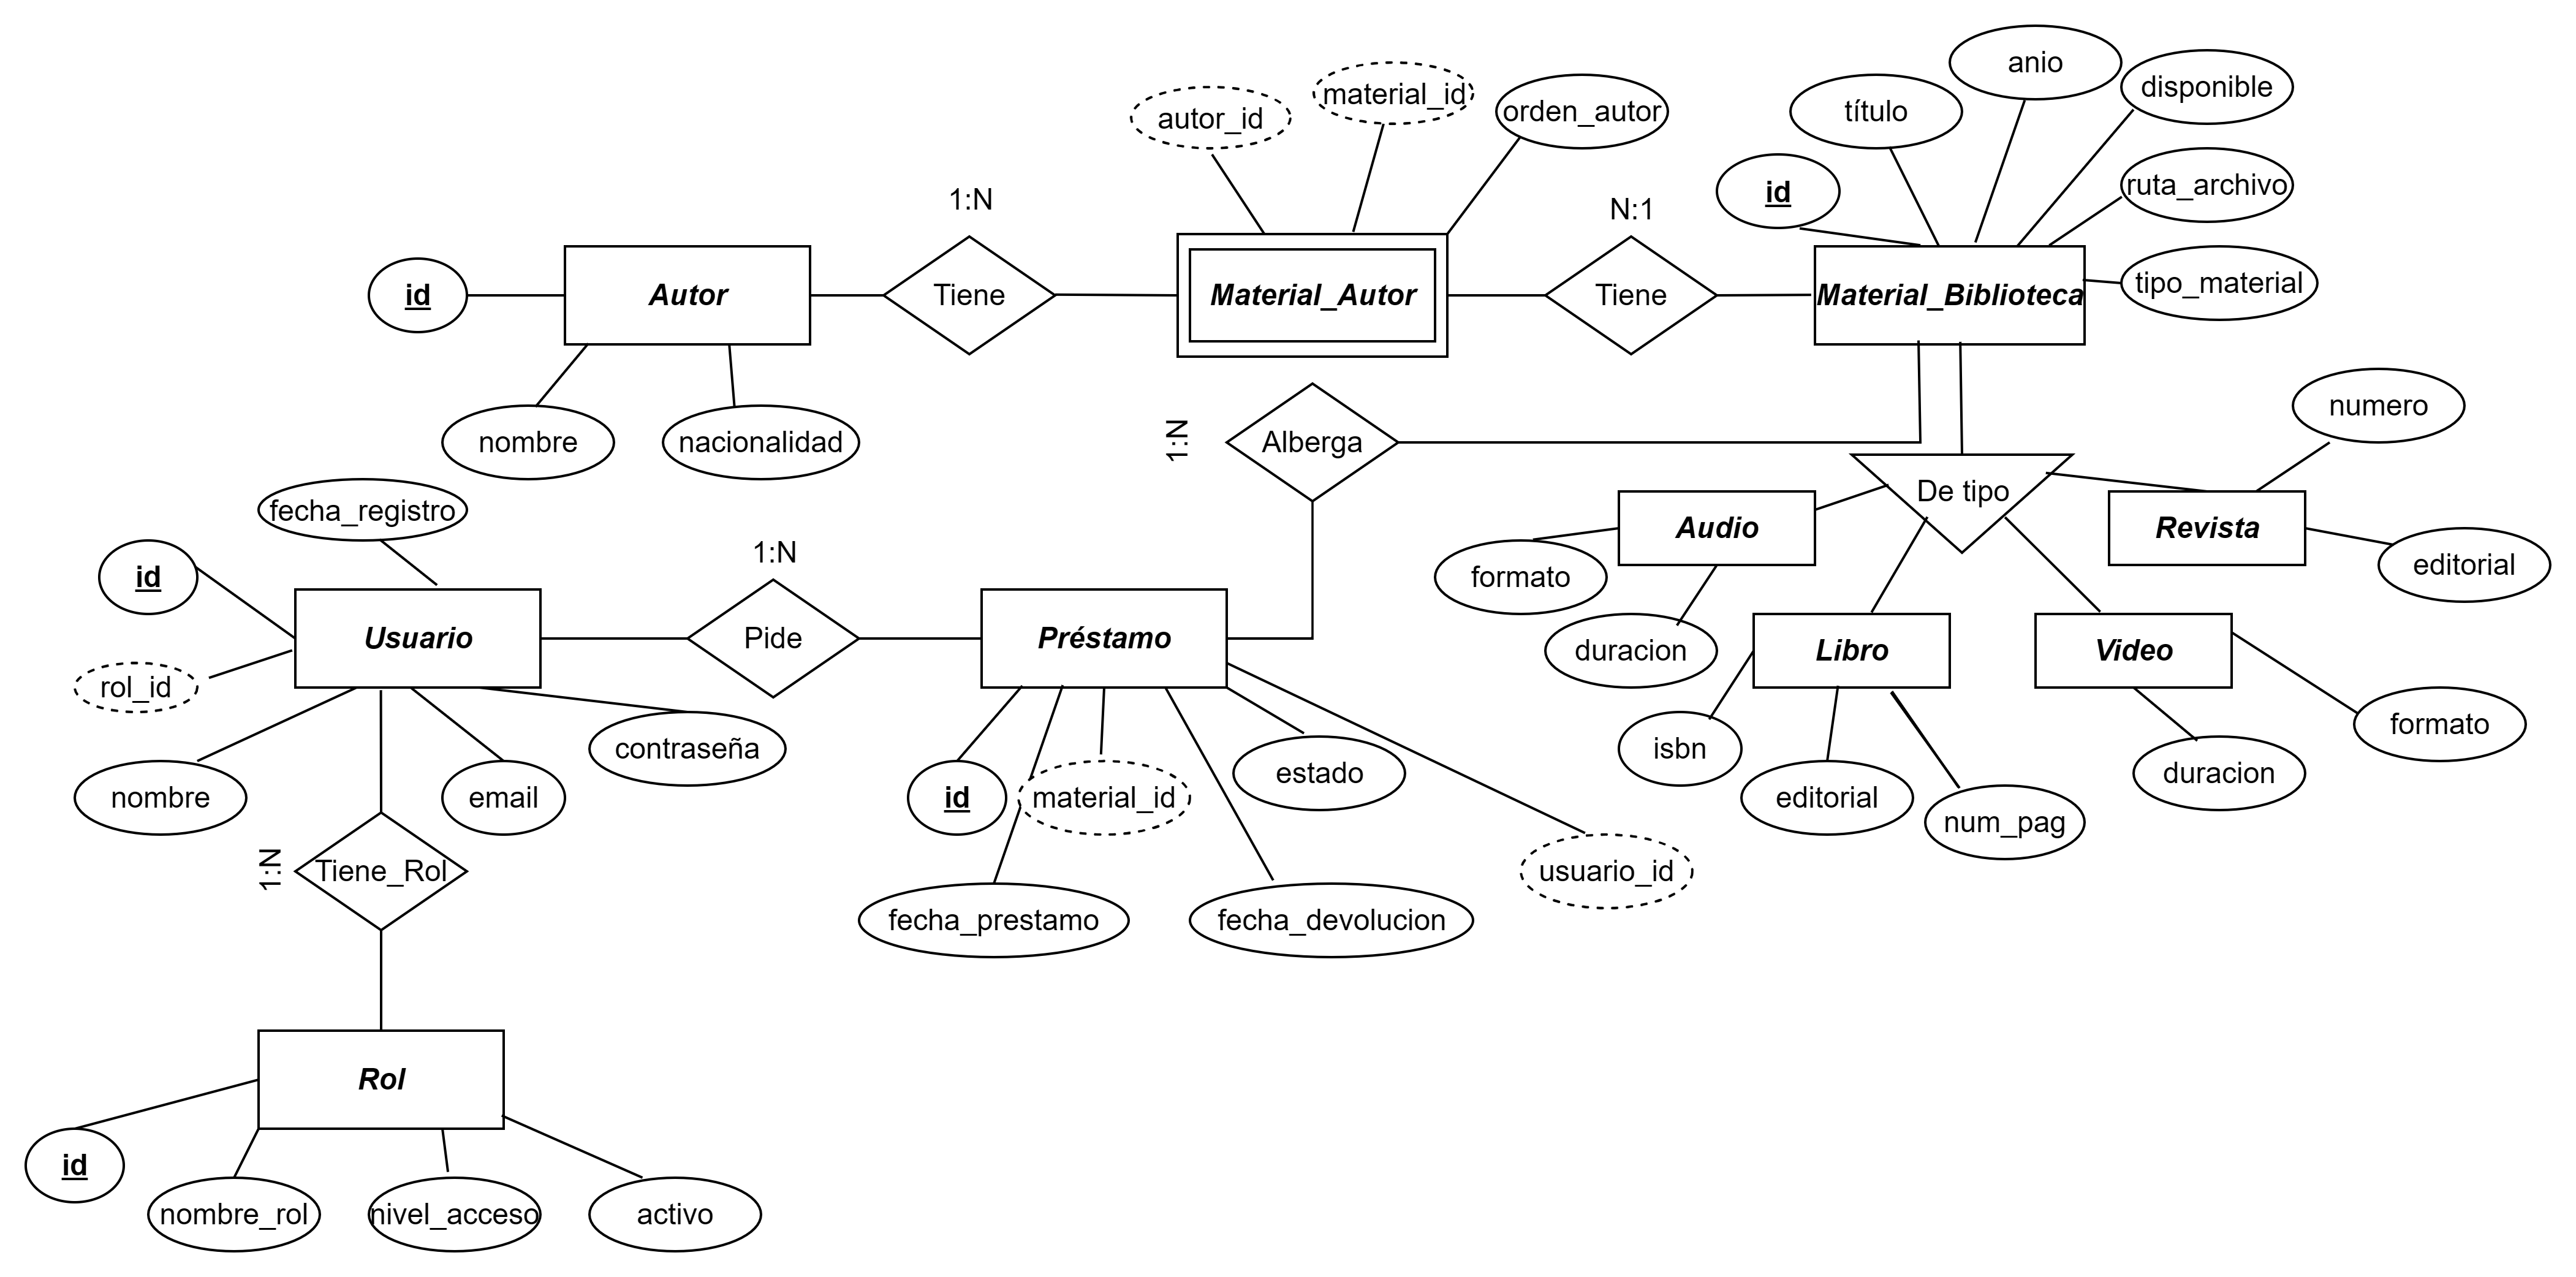 anio
disponible
material_id
orden_autor
título
autor_id
ruta_archivo
id
1:N
N:1
tipo_material
id
Autor
Tiene
Material_Autor
Tiene
Material_Biblioteca
numero
nombre
nacionalidad
1:N
Alberga
De tipo
fecha_registro
Audio
Revista
1:N
editorial
id
formato
Usuario
Pide
Préstamo
duracion
Libro
Video
rol_id
formato
contraseña
isbn
estado
duracion
nombre
email
id
material_id
editorial
num_pag
1:N
Tiene_Rol
usuario_id
fecha_prestamo
fecha_devolucion
Rol
id
nombre_rol
nivel_acceso
activo